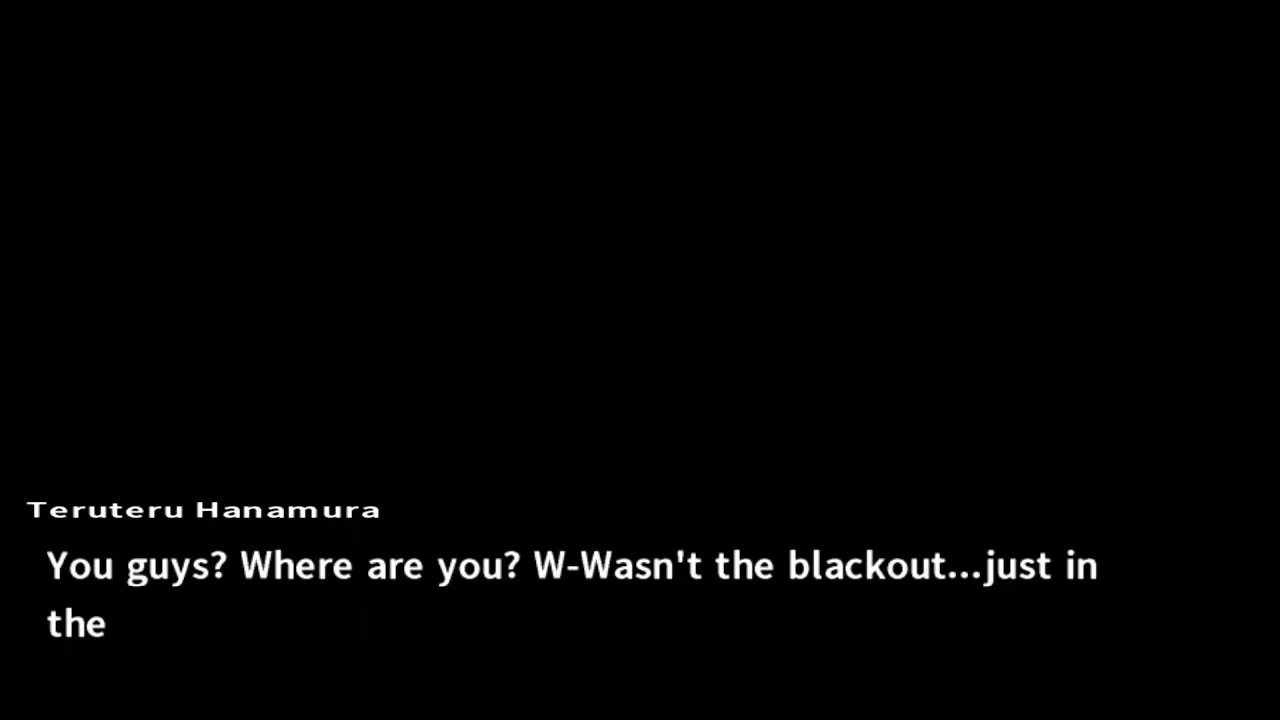 Teruteru Hanamura
You guys? Where are you? W-Wasn't the blackout...just in
the